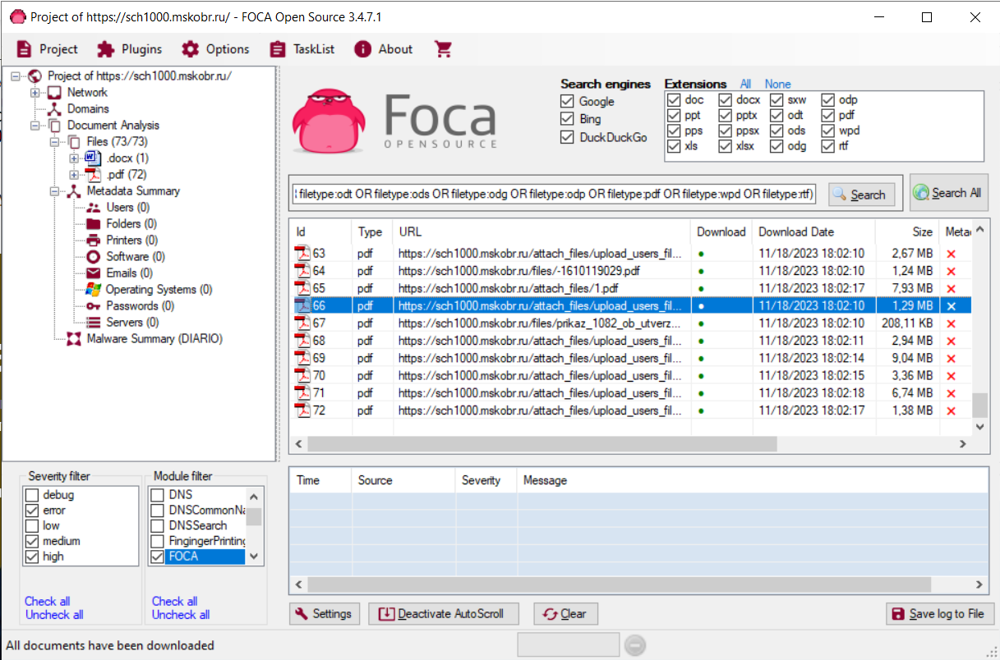 Project of https://sch1000.mskobr.ru/ - FOCA Open Source 3.4.7.1
Project Plugins Options TaskList About
Project of https://sch1000.mskobr.ru/
Network
Domains
Document Analysis
Files (73/73)
.docx (1)
.pdf (72)
Metadata Summary
Users (0)
Folders (0)
Printers (0)
Software (0)
Emails (0)
Operating Systems (0)
Passwords (0)
Servers (0)
Malware Summary (DIARIO)
Foca
OPENSOURCE
Search engines
Google
Bing
DuckDuckGo
Extensions All None
doc docx sxw odp
ppt pptx odt pdf
pps ppsx ods wpd
xls xlsx odg rtf
filetype:odt OR filetype:ods OR filetype:odg OR filetype:odp OR filetype:pdf OR filetype:wpd OR filetype:rtf)
Search
Search All
Id Type URL Download Download Date Size Metac
63 pdf https://sch1000.mskobr.ru/attach_files/upload_users_fil... 11/18/2023 18:02:10 2,67 MB
64 pdf https://sch1000.mskobr.ru/files/-1610119029.pdf 11/18/2023 18:02:10 1,24 MB
65 pdf https://sch1000.mskobr.ru/attach_files/1.pdf 11/18/2023 18:02:17 7,93 MB
66 pdf https://sch1000.mskobr.ru/attach_files/upload_users_fil... 11/18/2023 18:02:10 1,29 MB
67 pdf https://sch1000.mskobr.ru/files/prikaz_1082_ob_utverz... 11/18/2023 18:02:10 208,11 KB
68 pdf https://sch1000.mskobr.ru/attach_files/upload_users_fil... 11/18/2023 18:02:11 2,94 MB
69 pdf https://sch1000.mskobr.ru/attach_files/upload_users_fil... 11/18/2023 18:02:14 9,04 MB
70 pdf https://sch1000.mskobr.ru/attach_files/upload_users_fil... 11/18/2023 18:02:15 3,36 MB
71 pdf https://sch1000.mskobr.ru/attach_files/upload_users_fil... 11/18/2023 18:02:18 6,74 MB
72 pdf https://sch1000.mskobr.ru/attach_files/upload_users_fil... 11/18/2023 18:02:17 1,38 MB
Severity filter
debug
error
low
medium
high
Check all
Uncheck all
Module filter
DNS
DNSCommonNa
DNSSearch
FingingerPrinting
FOCA
Check all
Uncheck all
Time Source Severity Message
Settings
Deactivate AutoScroll
Clear
Save log to File
All documents have been downloaded